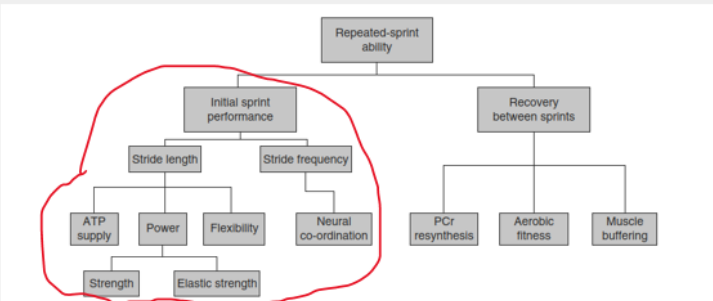 Repeated-sprint
ability
Initial sprint
performance
Recovery
between sprints
Stride length
Stride frequency
ATP
supply
Power
Flexibility
Neural
co-ordination
PCr
resynthesis
Aerobic
fitness
Muscle
buffering
Strength
Elastic strength